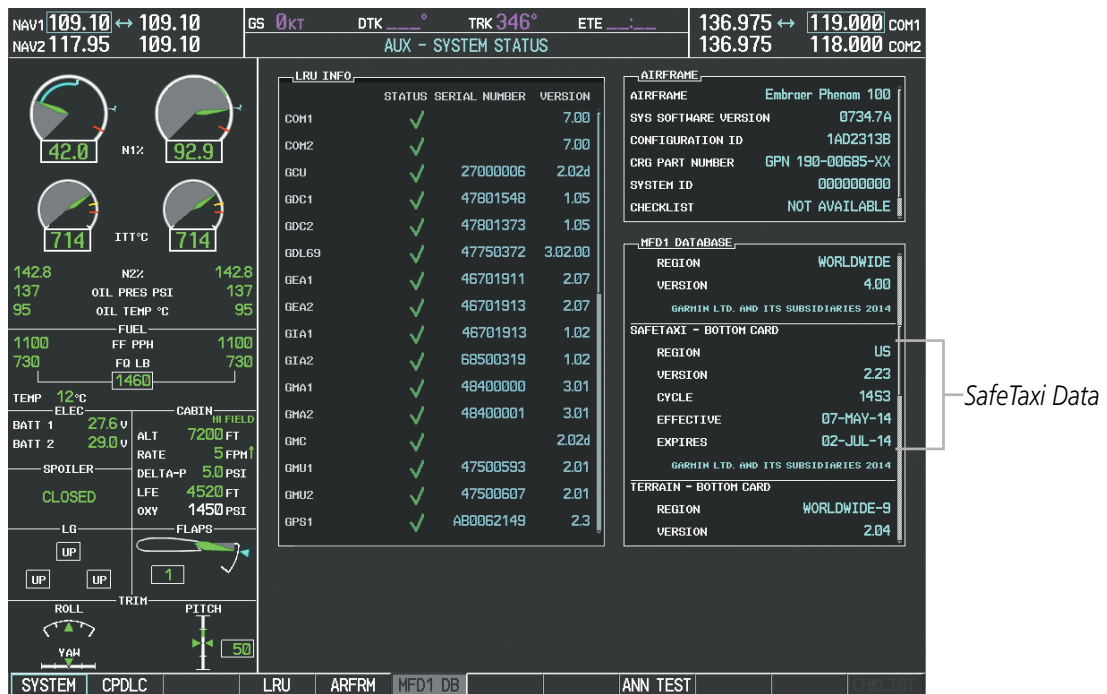 NAV1 109.10 ↔ 109.10
NAV2 117.95 109.10
GS 0KT DTK ___° TRK 346° ETE __:__
AUX - SYSTEM STATUS
136.975 ↔ 119.000 COM1
136.975 118.000 COM2
42.0 N1% 92.9
714 ITT°C 714
142.8 N2% 142.8
137 OIL PRES PSI 137
95 OIL TEMP °C 95
FUEL
1100 FF PPH 1100
730 FQ LB 730
1460
TEMP 12°C
ELEC
BATT 1 27.6 V
BATT 2 29.0 V
CABIN
HI FIELD
ALT 7200 FT
RATE 5 FPM↑
DELTA-P 5.0 PSI
LFE 4520 FT
OXY 1450 PSI
SPOILER
CLOSED
LG
UP
UP UP
FLAPS
1
TRIM
ROLL
YAW
PITCH
50
LRU INFO
STATUS SERIAL NUMBER VERSION
COM1 ✓ 7.00
COM2 ✓ 7.00
GCU ✓ 27000006 2.02d
GDC1 ✓ 47801548 1.05
GDC2 ✓ 47801373 1.05
GDL69 ✓ 47750372 3.02.00
GEA1 ✓ 46701911 2.07
GEA2 ✓ 46701913 2.07
GIA1 ✓ 46701913 1.02
GIA2 ✓ 68500319 1.02
GMA1 ✓ 48400000 3.01
GMA2 ✓ 48400001 3.01
GMC ✓ 2.02d
GMU1 ✓ 47500593 2.01
GMU2 ✓ 47500607 2.01
GPS1 ✓ AB0062149 2.3
AIRFRAME
AIRFRAME Embraer Phenom 100
SYS SOFTWARE VERSION 0734.7A
CONFIGURATION ID 1AD2313B
CRG PART NUMBER GPN 190-00685-XX
SYSTEM ID 000000000
CHECKLIST NOT AVAILABLE
MFD1 DATABASE
REGION WORLDWIDE
VERSION 4.00
GARMIN LTD. AND ITS SUBSIDIARIES 2014
SAFETAXI - BOTTOM CARD
REGION US
VERSION 2.23
CYCLE 14S3
EFFECTIVE 07-MAY-14
EXPIRES 02-JUL-14
GARMIN LTD. AND ITS SUBSIDIARIES 2014
TERRAIN - BOTTOM CARD
REGION WORLDWIDE-9
VERSION 2.04
SafeTaxi Data
SYSTEM CPDLC LRU ARFRM MFD1 DB ANN TEST CHKLIST